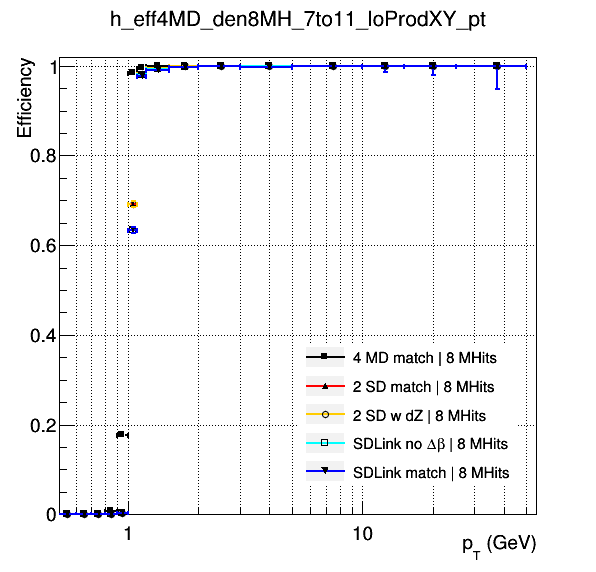 h_eff4MD_den8MH_7to11_loProdXY_pt
Efficiency
1
0.8
0.6
0.4
0.2
0
4 MD match | 8 MHits
2 SD match | 8 MHits
2 SD w dZ | 8 MHits
SDLink no Δβ | 8 MHits
SDLink match | 8 MHits
1
10
p_T (GeV)